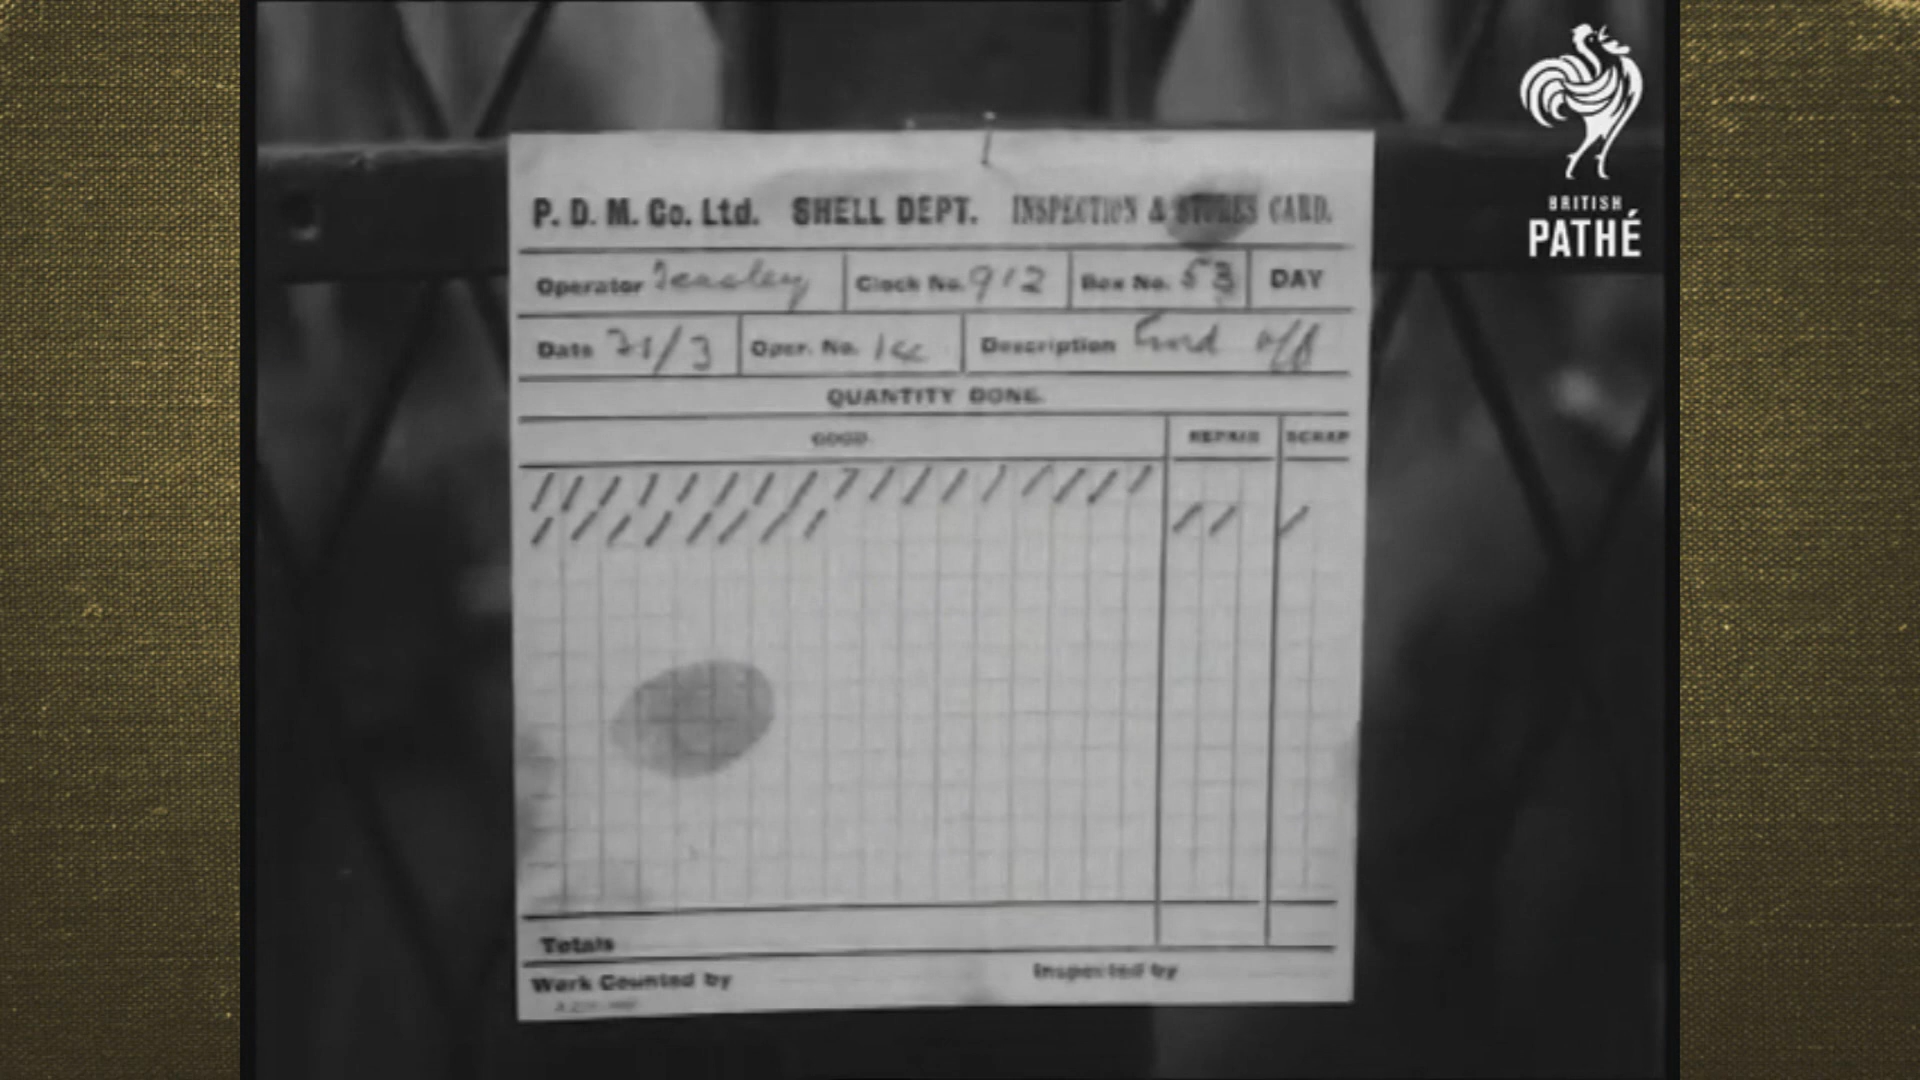 P. D. M. Co. Ltd. SHELL DEPT. INSPECTION & STORES CARD.
Operator Clock No. 912 Box No. 53 DAY
Date 21/3 Oper. No. Description off
QUANTITY DONE.
GOOD. REPAIR SCRAP
Totals
Work Counted by Inspected by
BRITISH
PATHÉ